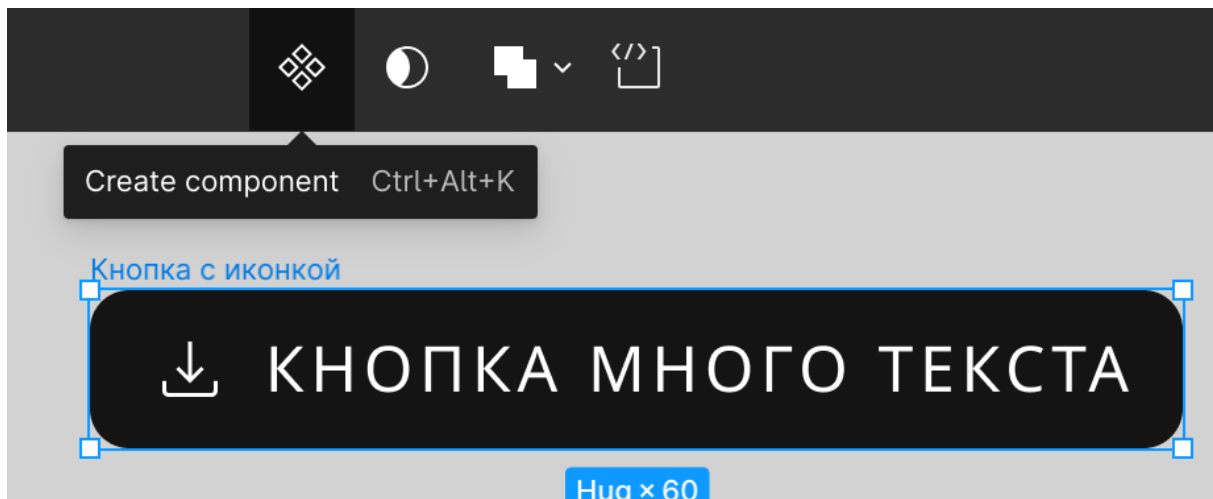 Create component Ctrl+Alt+K
Кнопка с иконкой
КНОПКА МНОГО ТЕКСТА
Hug × 60